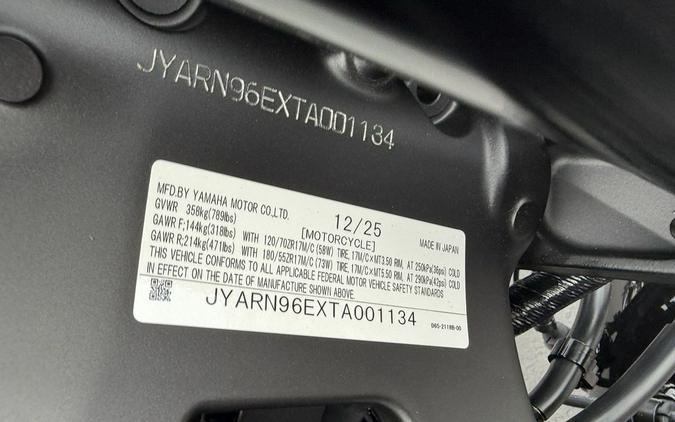 JYARN96EXTA001134
MFD.BY YAMAHA MOTOR CO.,LTD. 12/25 MADE IN JAPAN
GVWR 358kg(789lbs) [MOTORCYCLE]
GAWR F;144kg(318lbs) WITH 120/70ZR17M/C (58W) TIRE, 17M/C×MT3.50 RIM, AT 250kPa(36psi) COLD
GAWR R;214kg(471lbs) WITH 180/55ZR17M/C (73W) TIRE, 17M/C×MT5.50 RIM, AT 290kPa(42psi) COLD
THIS VEHICLE CONFORMS TO ALL APPLICABLE FEDERAL MOTOR VEHICLE SAFETY STANDARDS
IN EFFECT ON THE DATE OF MANUFACTURE SHOWN ABOVE.
JYARN96EXTA001134
D65-2118B-00